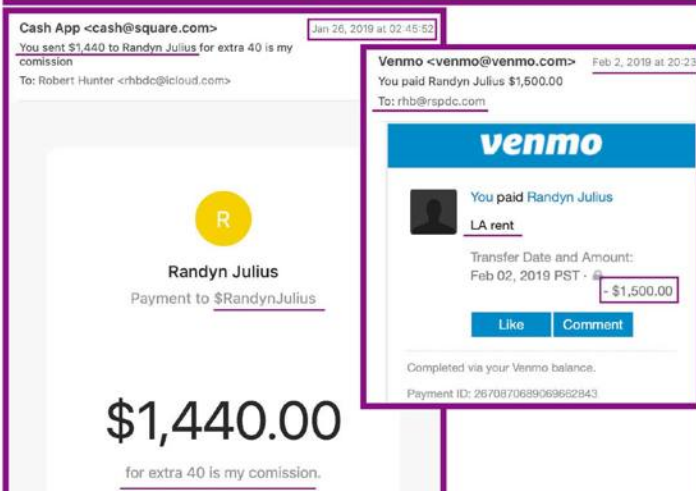 Cash App <cash@square.com>
Jan 26, 2019 at 02:45:52
You sent $1,440 to Randyn Julius for extra 40 is my
comission
To: Robert Hunter <rhbdc@icloud.com>
R
Randyn Julius
Payment to $RandynJulius
$1,440.00
for extra 40 is my comission.
Venmo <venmo@venmo.com>
Feb 2, 2019 at 20:23
You paid Randyn Julius $1,500.00
To: rhb@rspdc.com
venmo
You paid Randyn Julius
LA rent
Transfer Date and Amount:
Feb 02, 2019 PST ·
- $1,500.00
Like
Comment
Completed via your Venmo balance.
Payment ID: 2670870689069662843